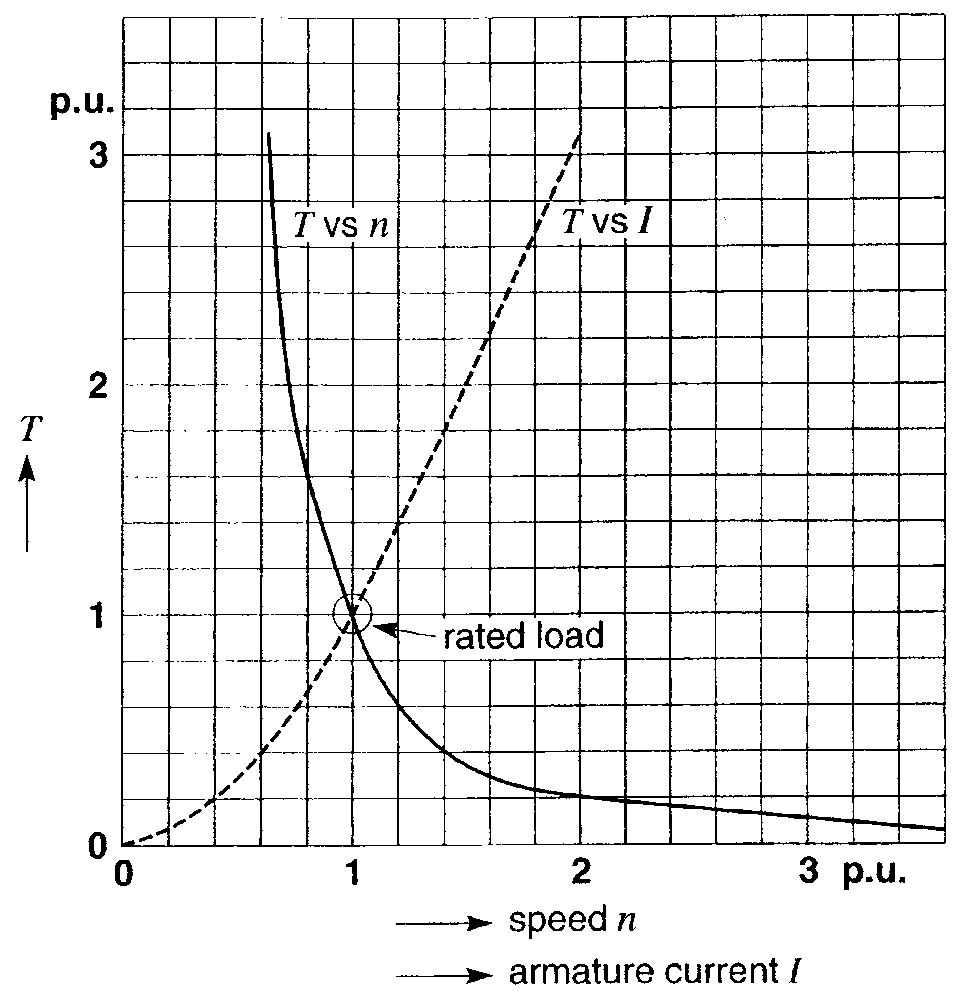 p.u.
3
T vs n
T vs I
2
T
1
rated load
0
0 1 2 3 p.u.
speed n
armature current I